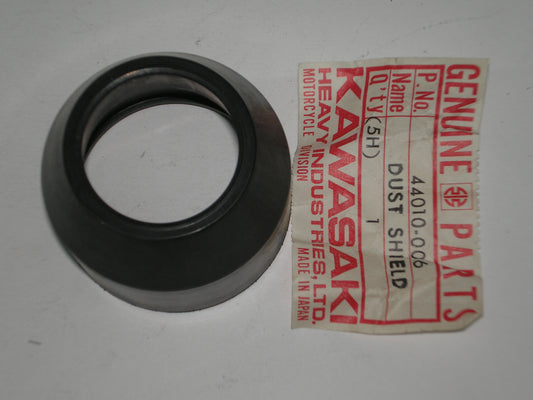 GENUINE PARTS
P.No. 44010-006
Name DUST SHIELD
Q'ty (5H) 1
KAWASAKI
HEAVY INDUSTRIES, LTD.
MOTORCYCLE DIVISION MADE IN JAPAN